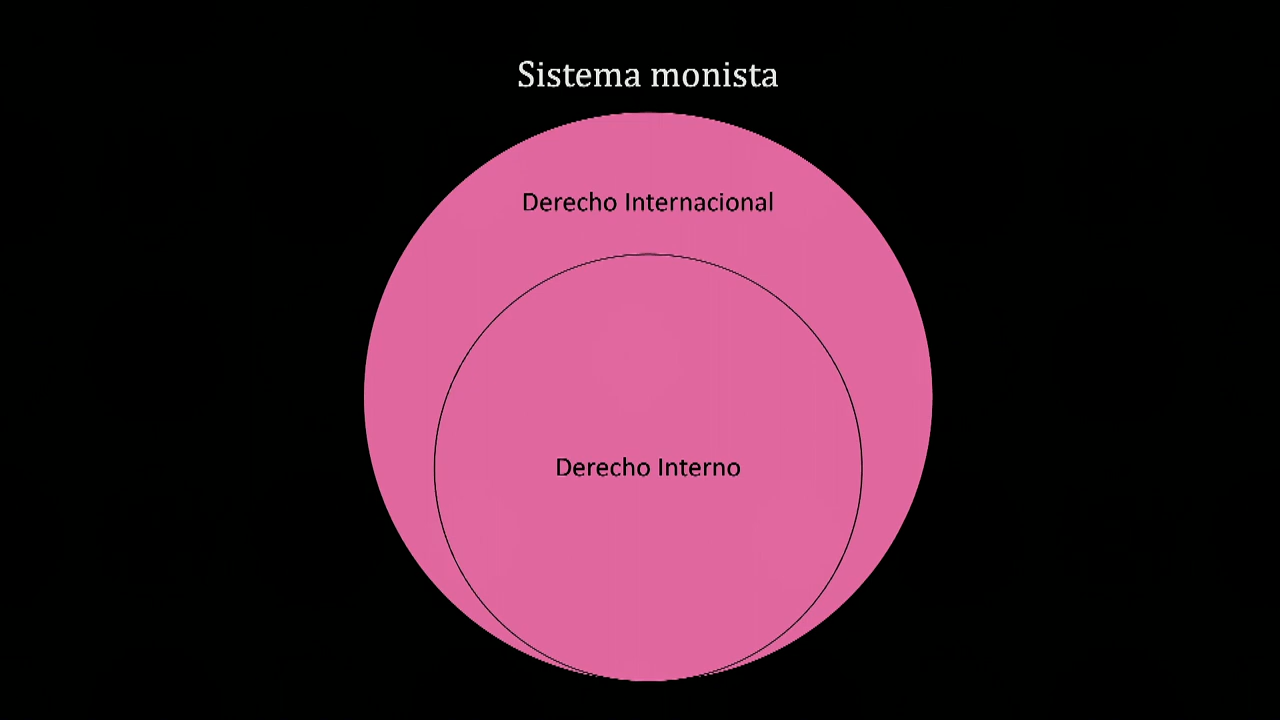 Sistema monista
Derecho Internacional
Derecho Interno